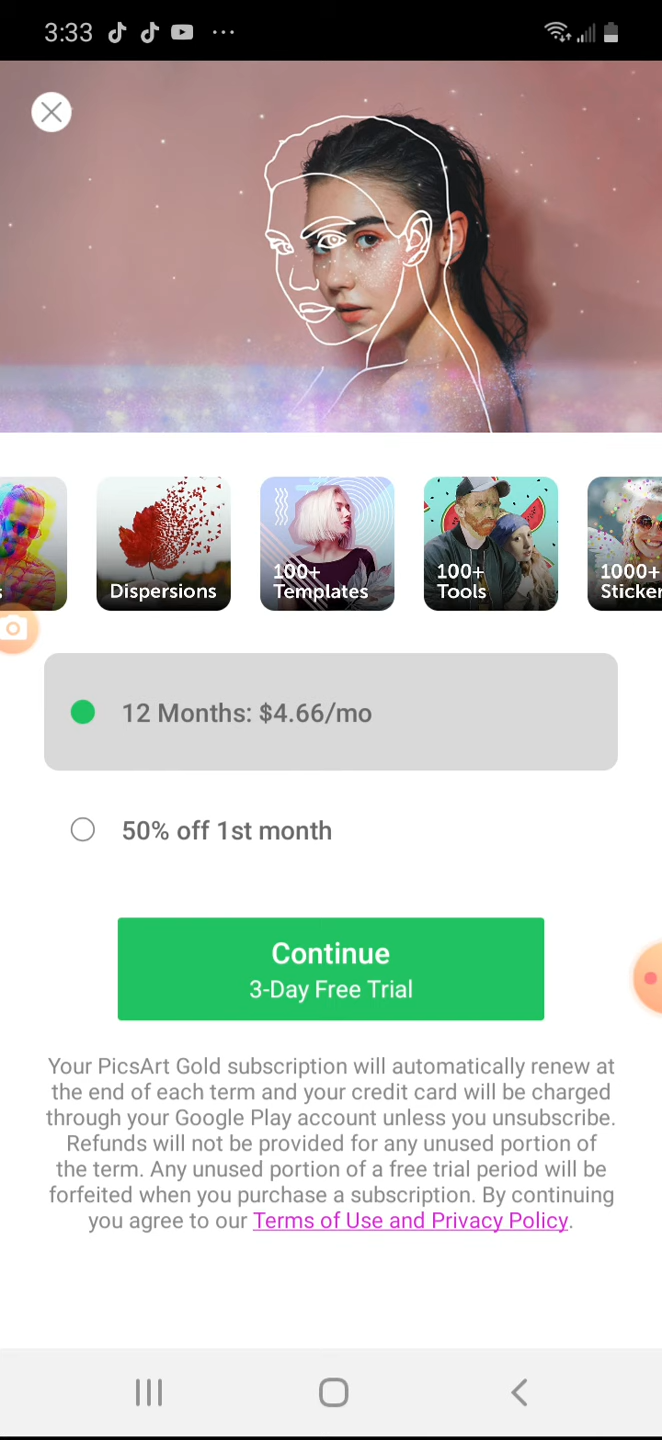 3:33
s
Dispersions
100+
Templates
100+
Tools
1000+
Sticker
12 Months: $4.66/mo
50% off 1st month
Continue
3-Day Free Trial
Your PicsArt Gold subscription will automatically renew at
the end of each term and your credit card will be charged
through your Google Play account unless you unsubscribe.
Refunds will not be provided for any unused portion of
the term. Any unused portion of a free trial period will be
forfeited when you purchase a subscription. By continuing
you agree to our Terms of Use and Privacy Policy.